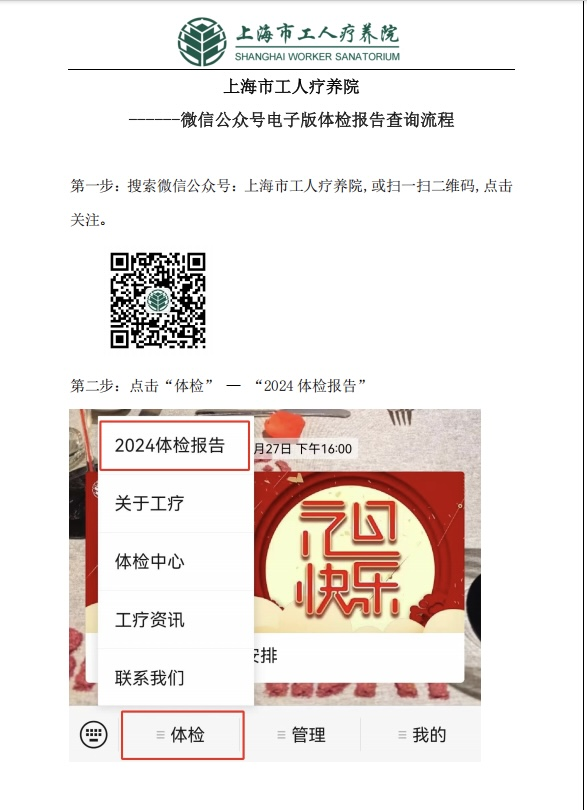 上海市工人疗养院
SHANGHAI WORKER SANATORIUM
上海市工人疗养院
------微信公众号电子版体检报告查询流程
第一步：搜索微信公众号：上海市工人疗养院,或扫一扫二维码,点击
关注。
第二步：点击“体检” — “2024 体检报告”
2024体检报告
月27日 下午16:00
关于工疗
体检中心
工疗资讯
联系我们
快乐
安排
体检
管理
我的